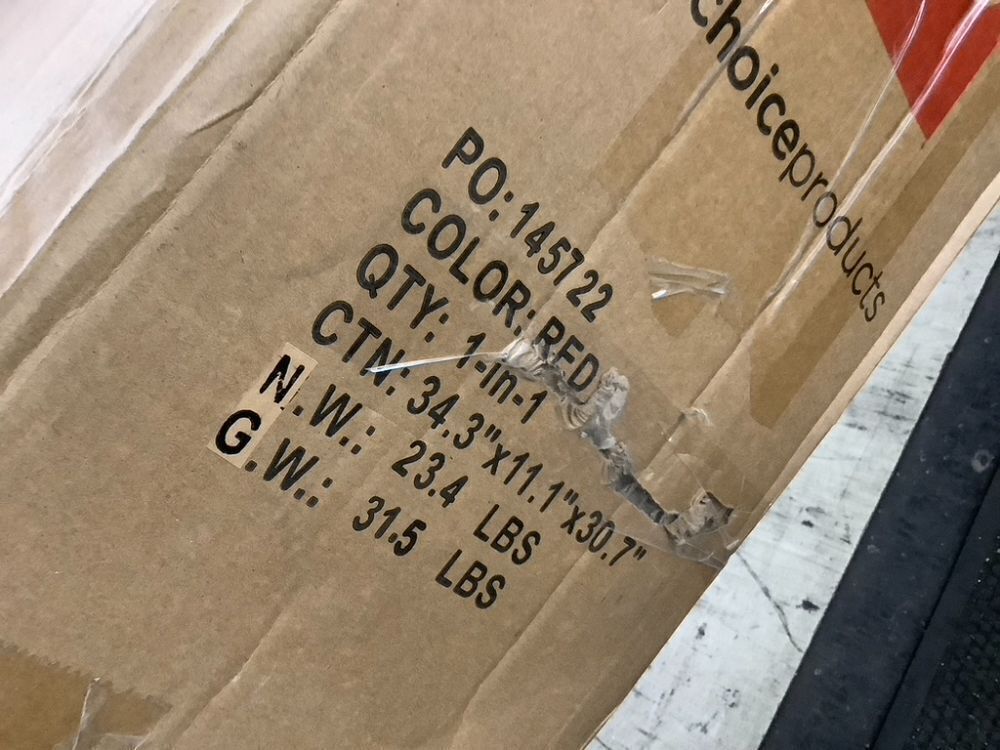 choiceproducts
PO: 145722
COLOR: RED
QTY: 1-in-1
CTN: 34.3"x11.1"x30.7"
N.W.: 23.4 LBS
G.W.: 31.5 LBS